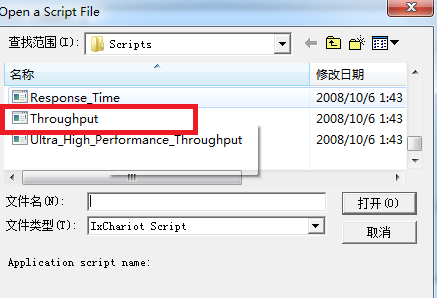 Open a Script File
查找范围(I):
Scripts
名称
修改日期
Response_Time
2008/10/6 1:43
Throughput
2008/10/6 1:43
Ultra_High_Performance_Throughput
2008/10/6 1:43
文件名(N):
打开(O)
文件类型(T):
IxChariot Script
取消
Application script name: